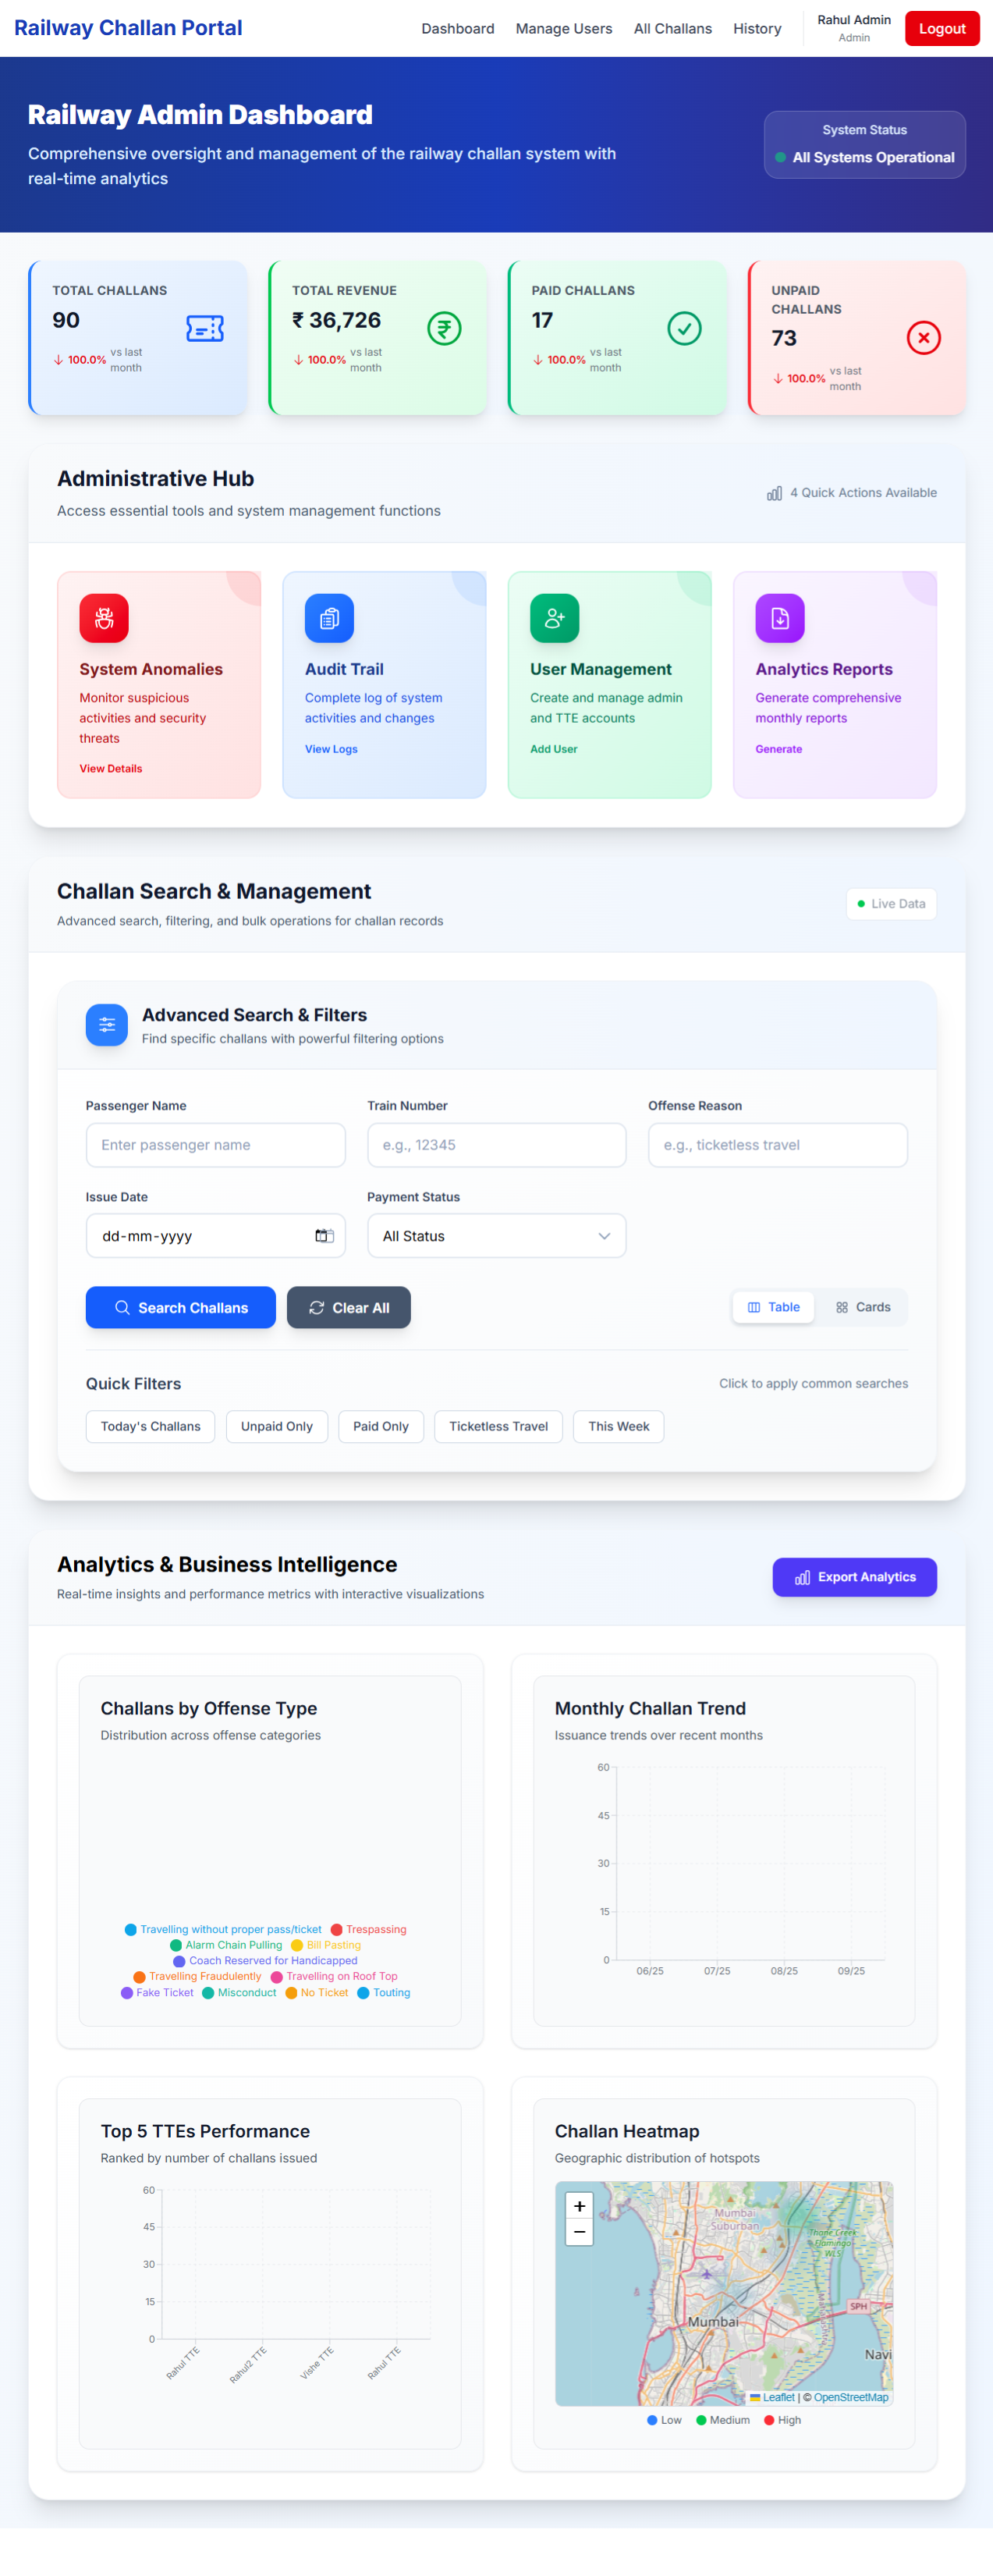 Railway Challan Portal
Dashboard
Manage Users
All Challans
History
Rahul Admin
Admin
Logout
Railway Admin Dashboard
Comprehensive oversight and management of the railway challan system with
real-time analytics
System Status
All Systems Operational
TOTAL CHALLANS
90
↓ 100.0% vs last
month
TOTAL REVENUE
₹ 36,726
↓ 100.0% vs last
month
PAID CHALLANS
17
↓ 100.0% vs last
month
UNPAID
CHALLANS
73
↓ 100.0% vs last
month
Administrative Hub
Access essential tools and system management functions
4 Quick Actions Available
System Anomalies
Monitor suspicious
activities and security
threats
View Details
Audit Trail
Complete log of system
activities and changes
View Logs
User Management
Create and manage admin
and TTE accounts
Add User
Analytics Reports
Generate comprehensive
monthly reports
Generate
Challan Search & Management
Advanced search, filtering, and bulk operations for challan records
Live Data
Advanced Search & Filters
Find specific challans with powerful filtering options
Passenger Name
Enter passenger name
Train Number
e.g., 12345
Offense Reason
e.g., ticketless travel
Issue Date
dd-mm-yyyy
Payment Status
All Status
Search Challans
Clear All
Table
Cards
Quick Filters
Click to apply common searches
Today's Challans
Unpaid Only
Paid Only
Ticketless Travel
This Week
Analytics & Business Intelligence
Real-time insights and performance metrics with interactive visualizations
Export Analytics
Challans by Offense Type
Distribution across offense categories
Travelling without proper pass/ticket Trespassing
Alarm Chain Pulling Bill Pasting
Coach Reserved for Handicapped
Travelling Fraudulently Travelling on Roof Top
Fake Ticket Misconduct No Ticket Touting
Monthly Challan Trend
Issuance trends over recent months
60
45
30
15
0
06/25 07/25 08/25 09/25
Top 5 TTEs Performance
Ranked by number of challans issued
60
45
30
15
0
Rahul TTE
Rahul2 TTE
Vishe TTE
Rahul TTE
Challan Heatmap
Geographic distribution of hotspots
+
−
Mumbai
Suburban
Thane Creek
Flamingo
WLS
SPH
Mumbai
Navi
Leaflet | © OpenStreetMap
Low Medium High